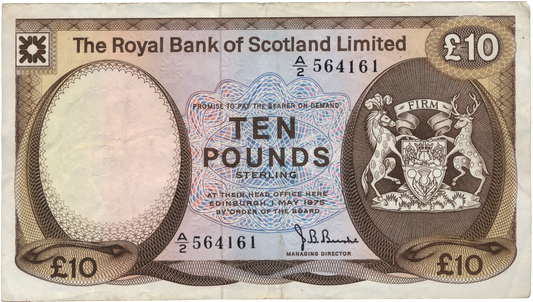 The Royal Bank of Scotland Limited
£10
A/2 564161
PROMISE TO PAY THE BEARER ON DEMAND
FIRM
TEN
POUNDS
STERLING
AT THEIR HEAD OFFICE HERE
EDINBURGH, 1 MAY 1975
BY ORDER OF THE BOARD
A/2 564161
J. B. Burke
MANAGING DIRECTOR
£10
£10